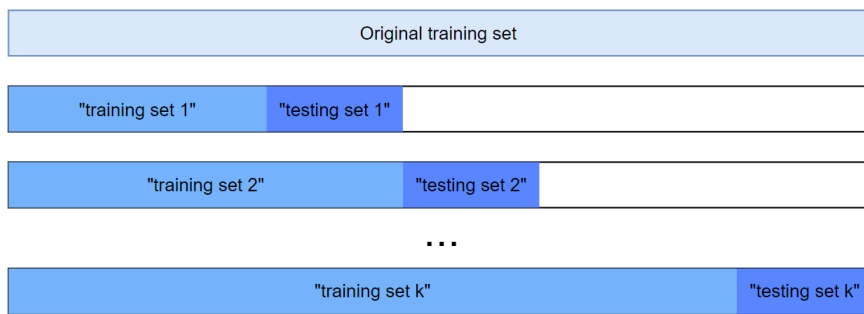 Original training set
"training set 1" "testing set 1"
"training set 2" "testing set 2"
...
"training set k" "testing set k"